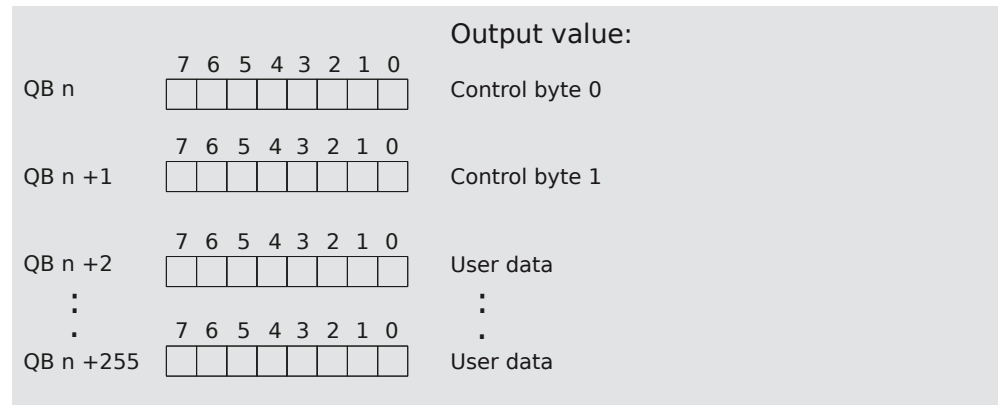 Output value:
7 6 5 4 3 2 1 0
QB n Control byte 0
7 6 5 4 3 2 1 0
QB n +1 Control byte 1
7 6 5 4 3 2 1 0
QB n +2 User data
: :
. .
7 6 5 4 3 2 1 0
QB n +255 User data